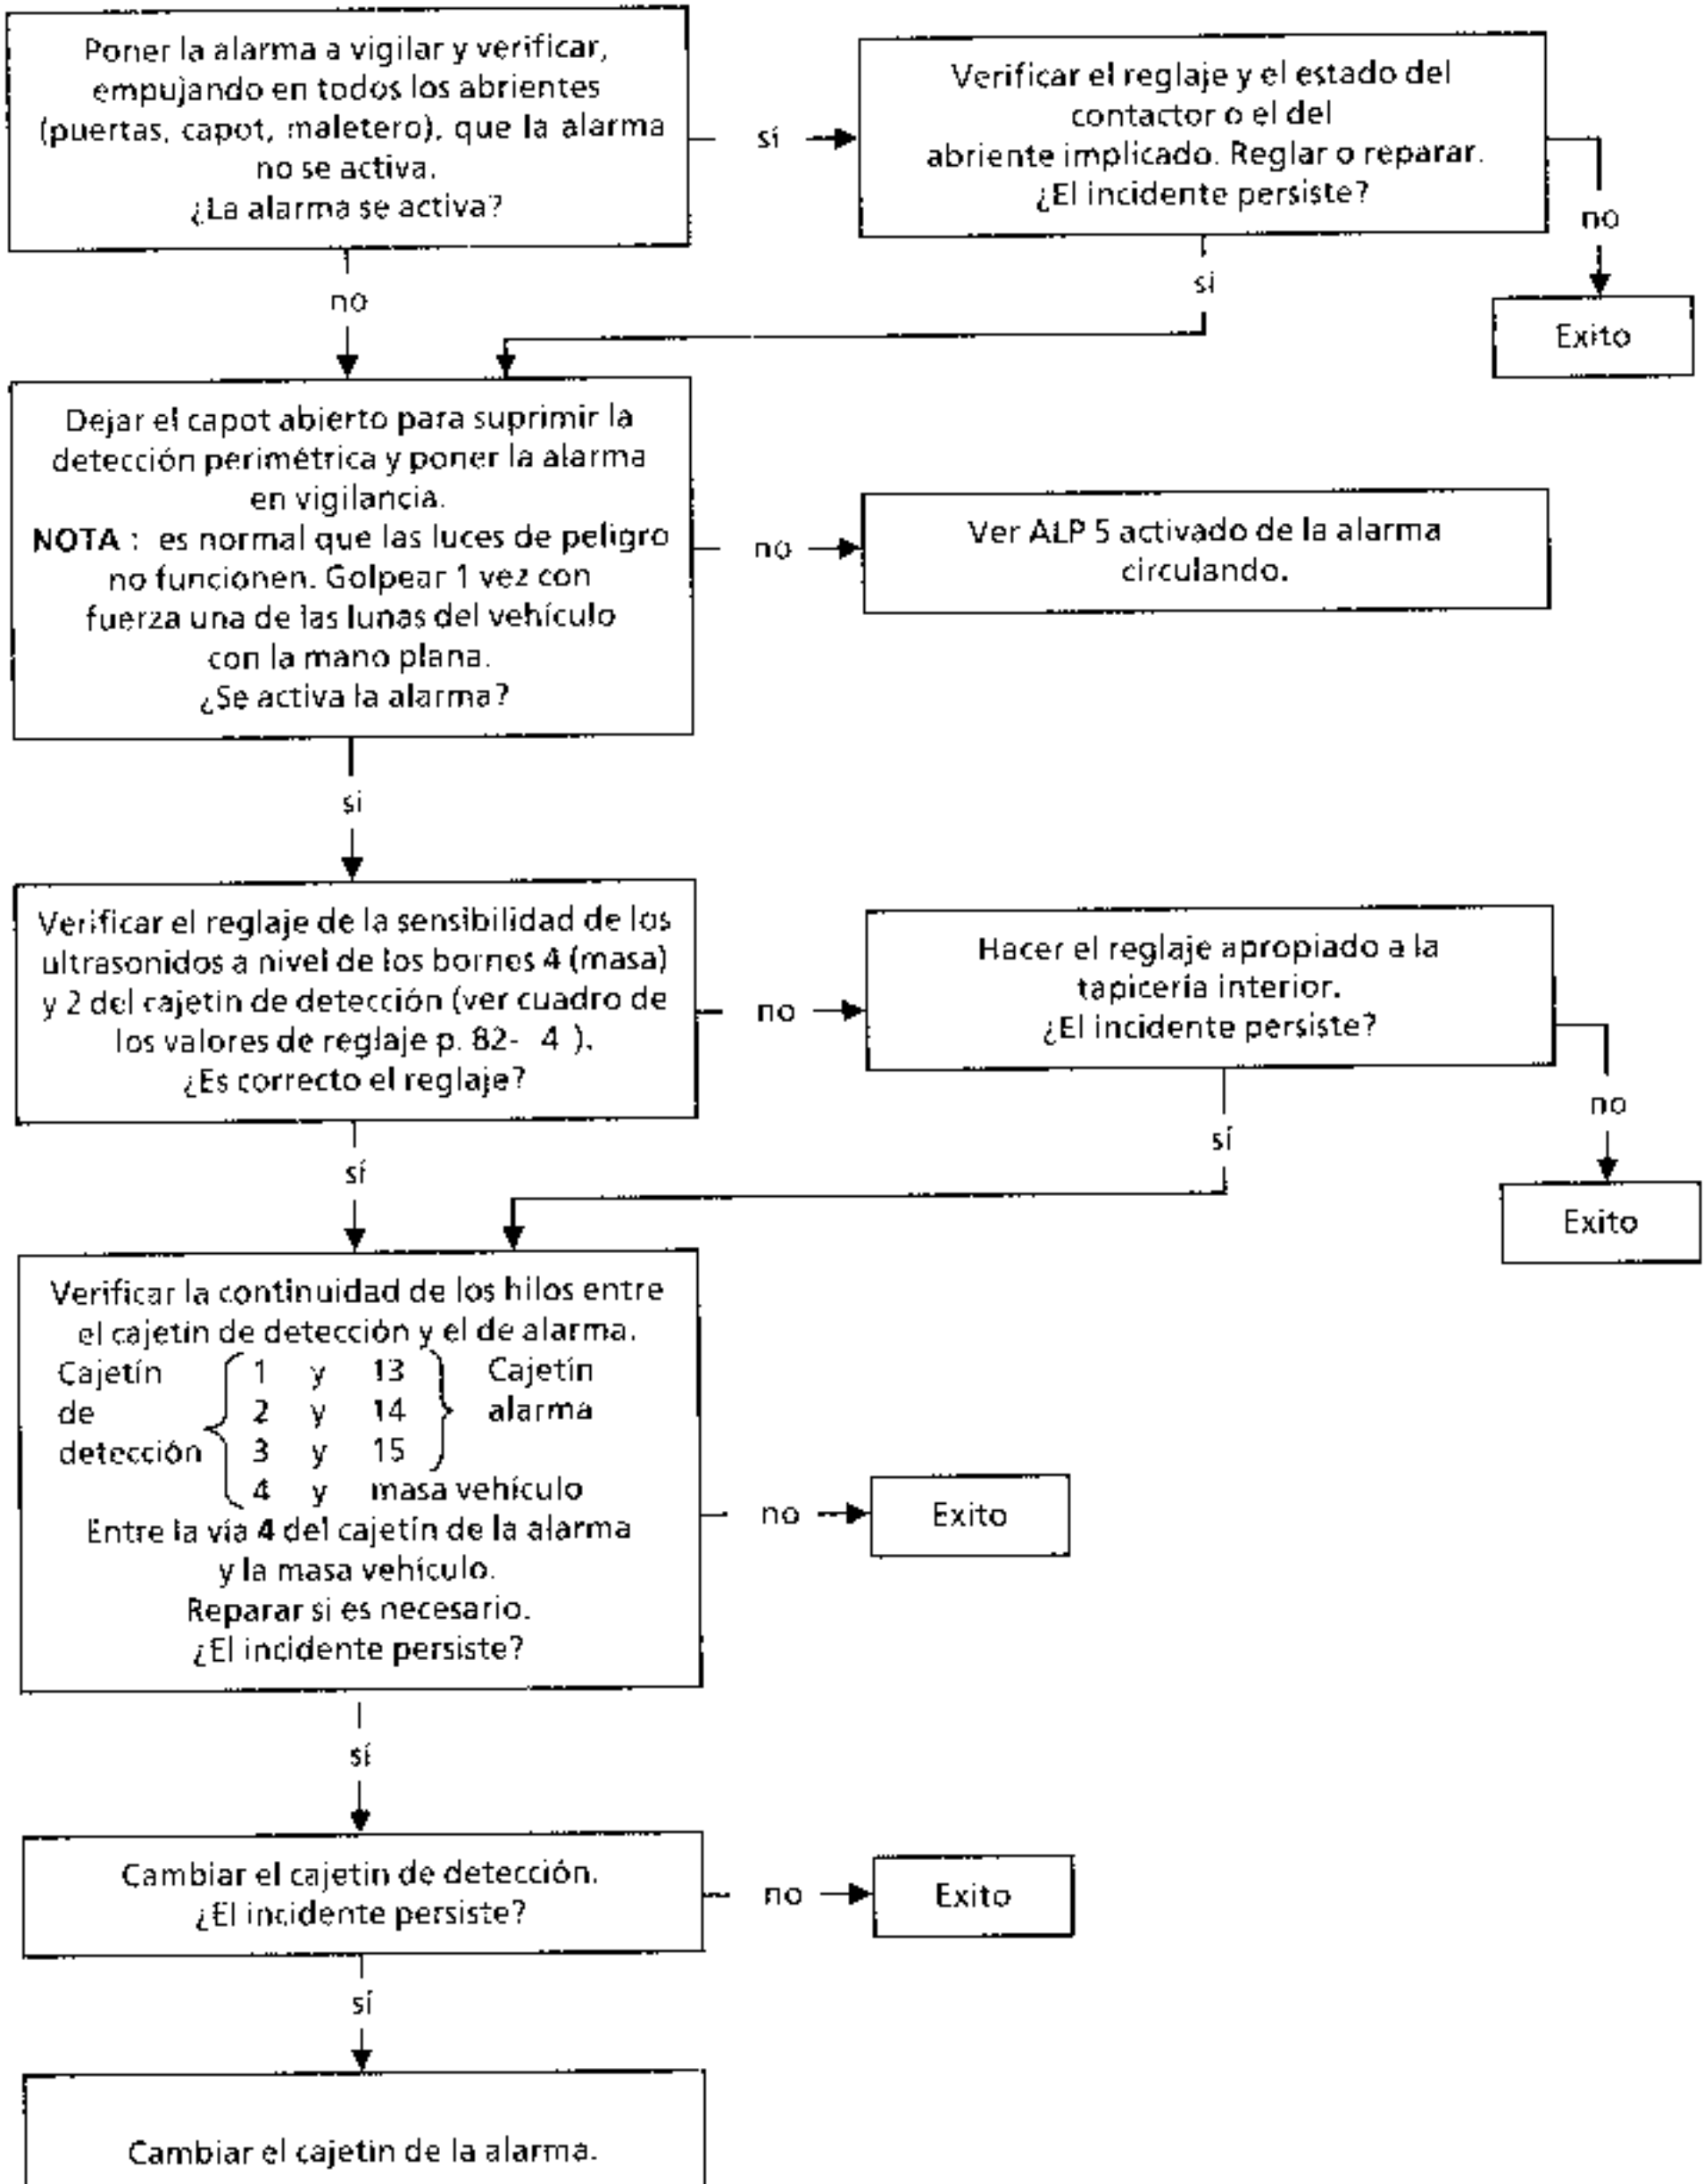 Poner la alarma a vigilar y verificar,
empujando en todos los abrientes
(puertas, capot, maletero), que la alarma
no se activa.
¿La alarma se activa?
sí
Verificar el reglaje y el estado del
contactor o el del
abriente implicado. Reglar o reparar.
¿El incidente persiste?
no
Exito
no
sí
Dejar el capot abierto para suprimir la
detección perimétrica y poner la alarma
en vigilancia.
NOTA : es normal que las luces de peligro
no funcionen. Golpear 1 vez con
fuerza una de las lunas del vehículo
con la mano plana.
¿Se activa la alarma?
no
Ver ALP 5 activado de la alarma
circulando.
si
Verificar el reglaje de la sensibilidad de los
ultrasonidos a nivel de los bornes 4 (masa)
y 2 del cajetin de detección (ver cuadro de
los valores de reglaje p. 82- 4 ).
¿Es correcto el reglaje?
no
Hacer el reglaje apropiado a la
tapicería interior.
¿El incidente persiste?
no
Exito
sí
sí
Verificar la continuidad de los hilos entre
el cajetín de detección y el de alarma.
Cajetín 1 y 13 Cajetín
de 2 y 14 alarma
detección 3 y 15
4 y masa vehículo
Entre la vía 4 del cajetín de la alarma
y la masa vehículo.
Reparar si es necesario.
¿El incidente persiste?
no
Exito
sí
Cambiar el cajetin de detección.
¿El incidente persiste?
no
Exito
sí
Cambiar el cajetin de la alarma.